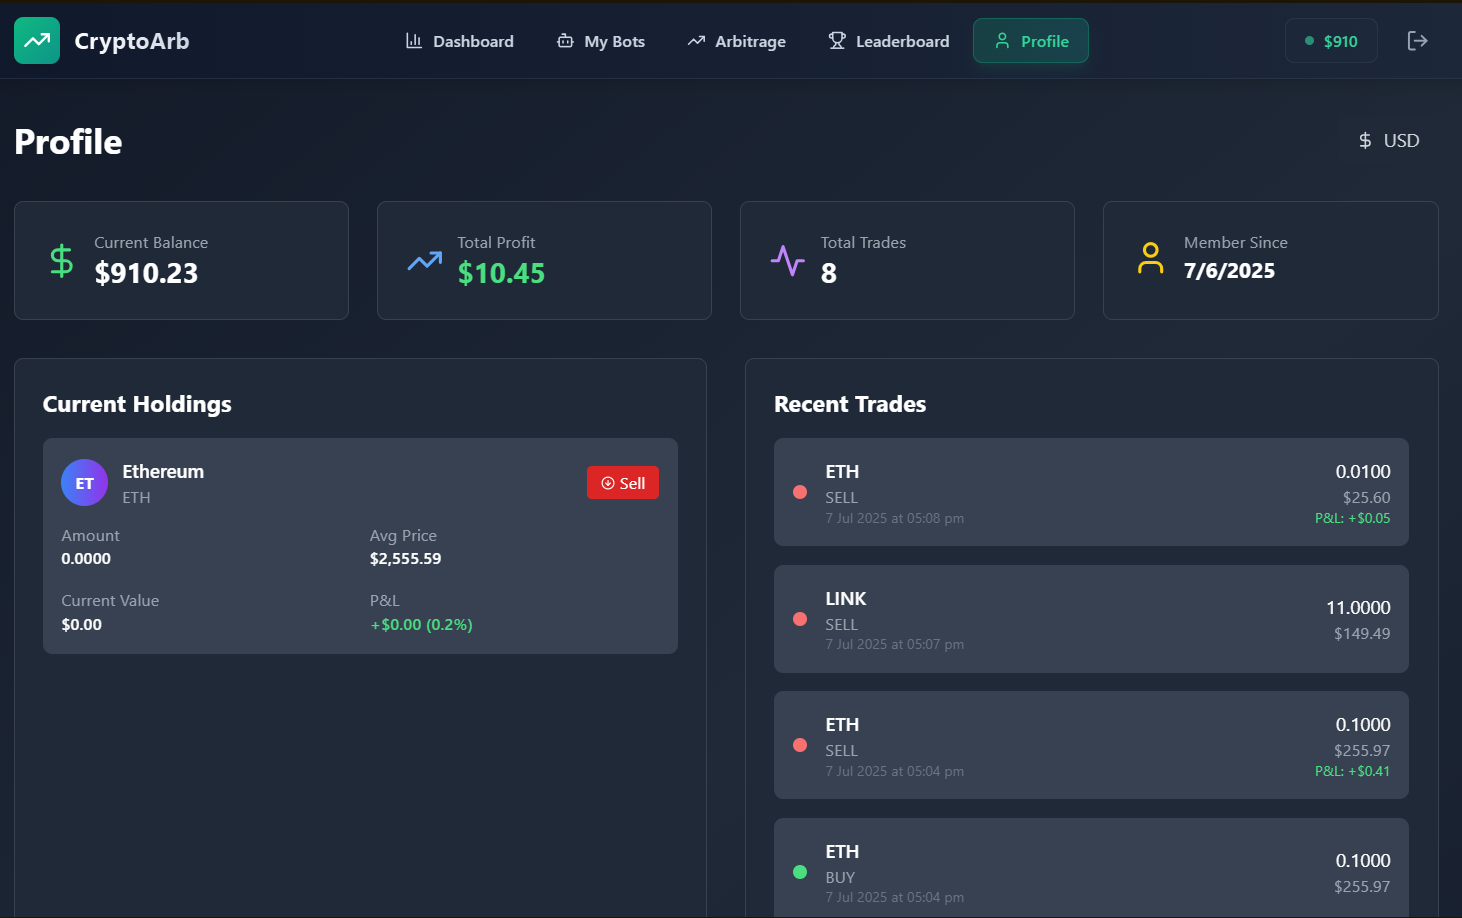 CryptoArb
Dashboard
My Bots
Arbitrage
Leaderboard
Profile
$910
Profile
$ USD
Current Balance
$910.23
Total Profit
$10.45
Total Trades
8
Member Since
7/6/2025
Current Holdings
ET
Ethereum
ETH
Sell
Amount
0.0000
Avg Price
$2,555.59
Current Value
$0.00
P&L
+$0.00 (0.2%)
Recent Trades
ETH
SELL
7 Jul 2025 at 05:08 pm
0.0100
$25.60
P&L: +$0.05
LINK
SELL
7 Jul 2025 at 05:07 pm
11.0000
$149.49
ETH
SELL
7 Jul 2025 at 05:04 pm
0.1000
$255.97
P&L: +$0.41
ETH
BUY
7 Jul 2025 at 05:04 pm
0.1000
$255.97